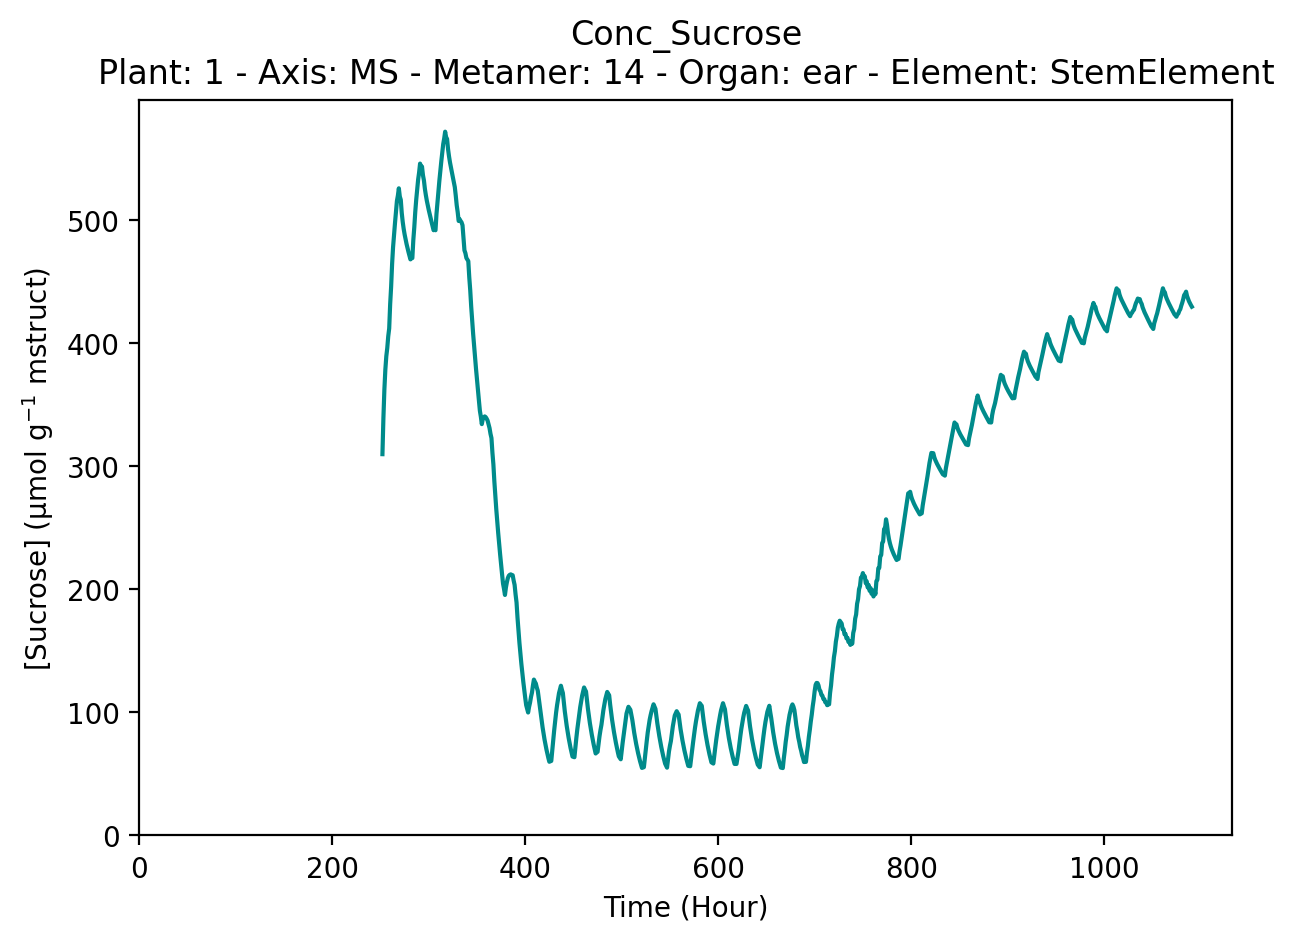 Conc_Sucrose
Plant: 1 - Axis: MS - Metamer: 14 - Organ: ear - Element: StemElement
[Sucrose] (µmol g⁻¹ mstruct)
500
400
300
200
100
0
0 200 400 600 800 1000
Time (Hour)